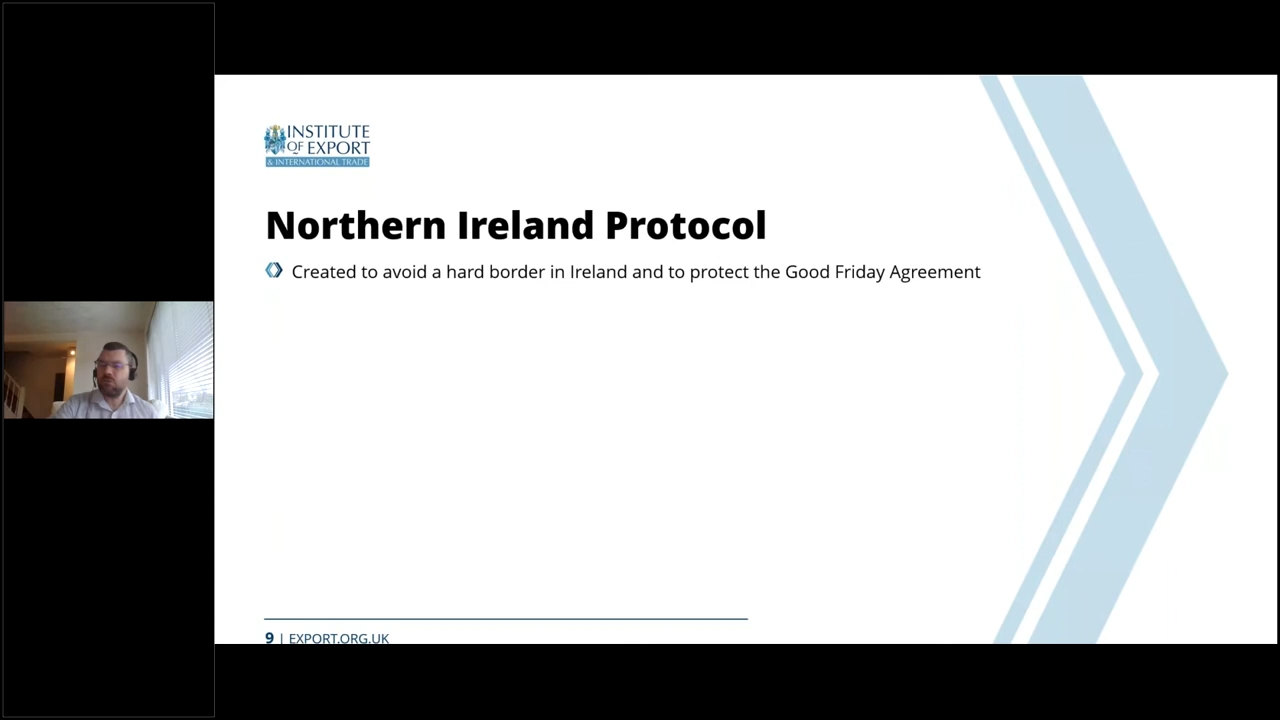 INSTITUTE
OF EXPORT
& INTERNATIONAL TRADE
Northern Ireland Protocol
Created to avoid a hard border in Ireland and to protect the Good Friday Agreement
9 | EXPORT.ORG.UK